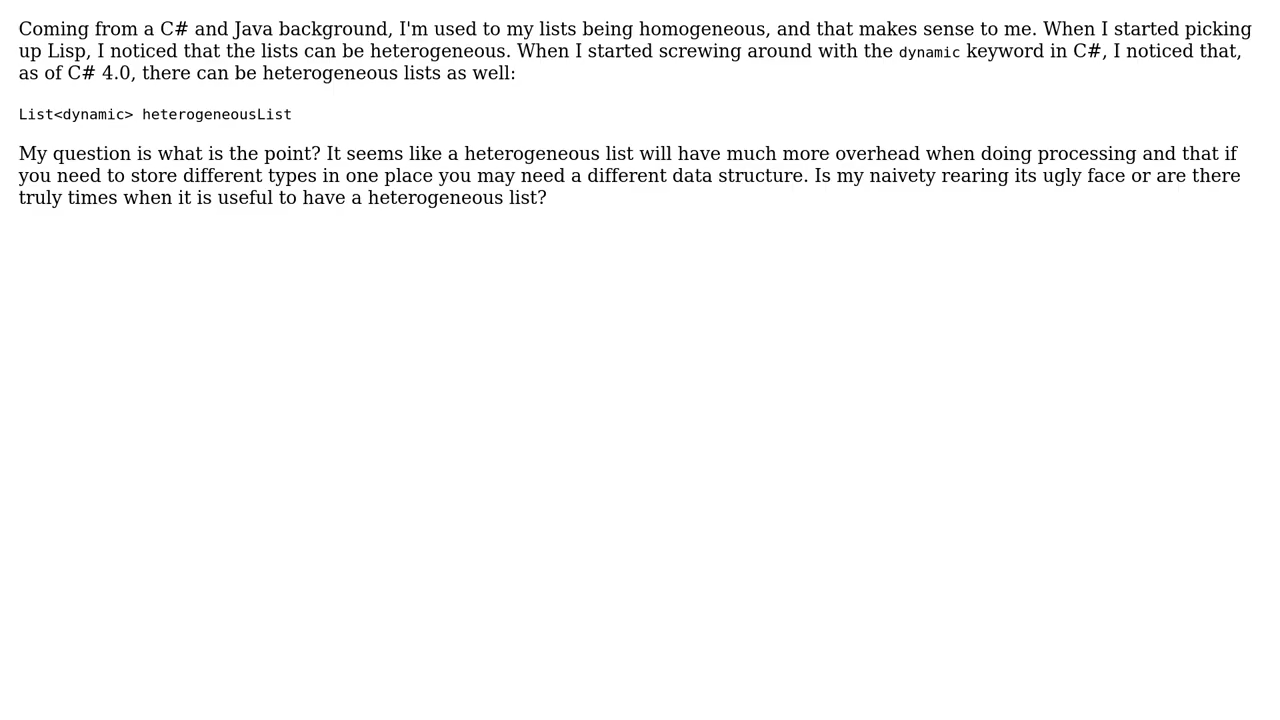 Coming from a C# and Java background, I'm used to my lists being homogeneous, and that makes sense to me. When I started picking
up Lisp, I noticed that the lists can be heterogeneous. When I started screwing around with the dynamic keyword in C#, I noticed that,
as of C# 4.0, there can be heterogeneous lists as well:
List<dynamic> heterogeneousList
My question is what is the point? It seems like a heterogeneous list will have much more overhead when doing processing and that if
you need to store different types in one place you may need a different data structure. Is my naivety rearing its ugly face or are there
truly times when it is useful to have a heterogeneous list?